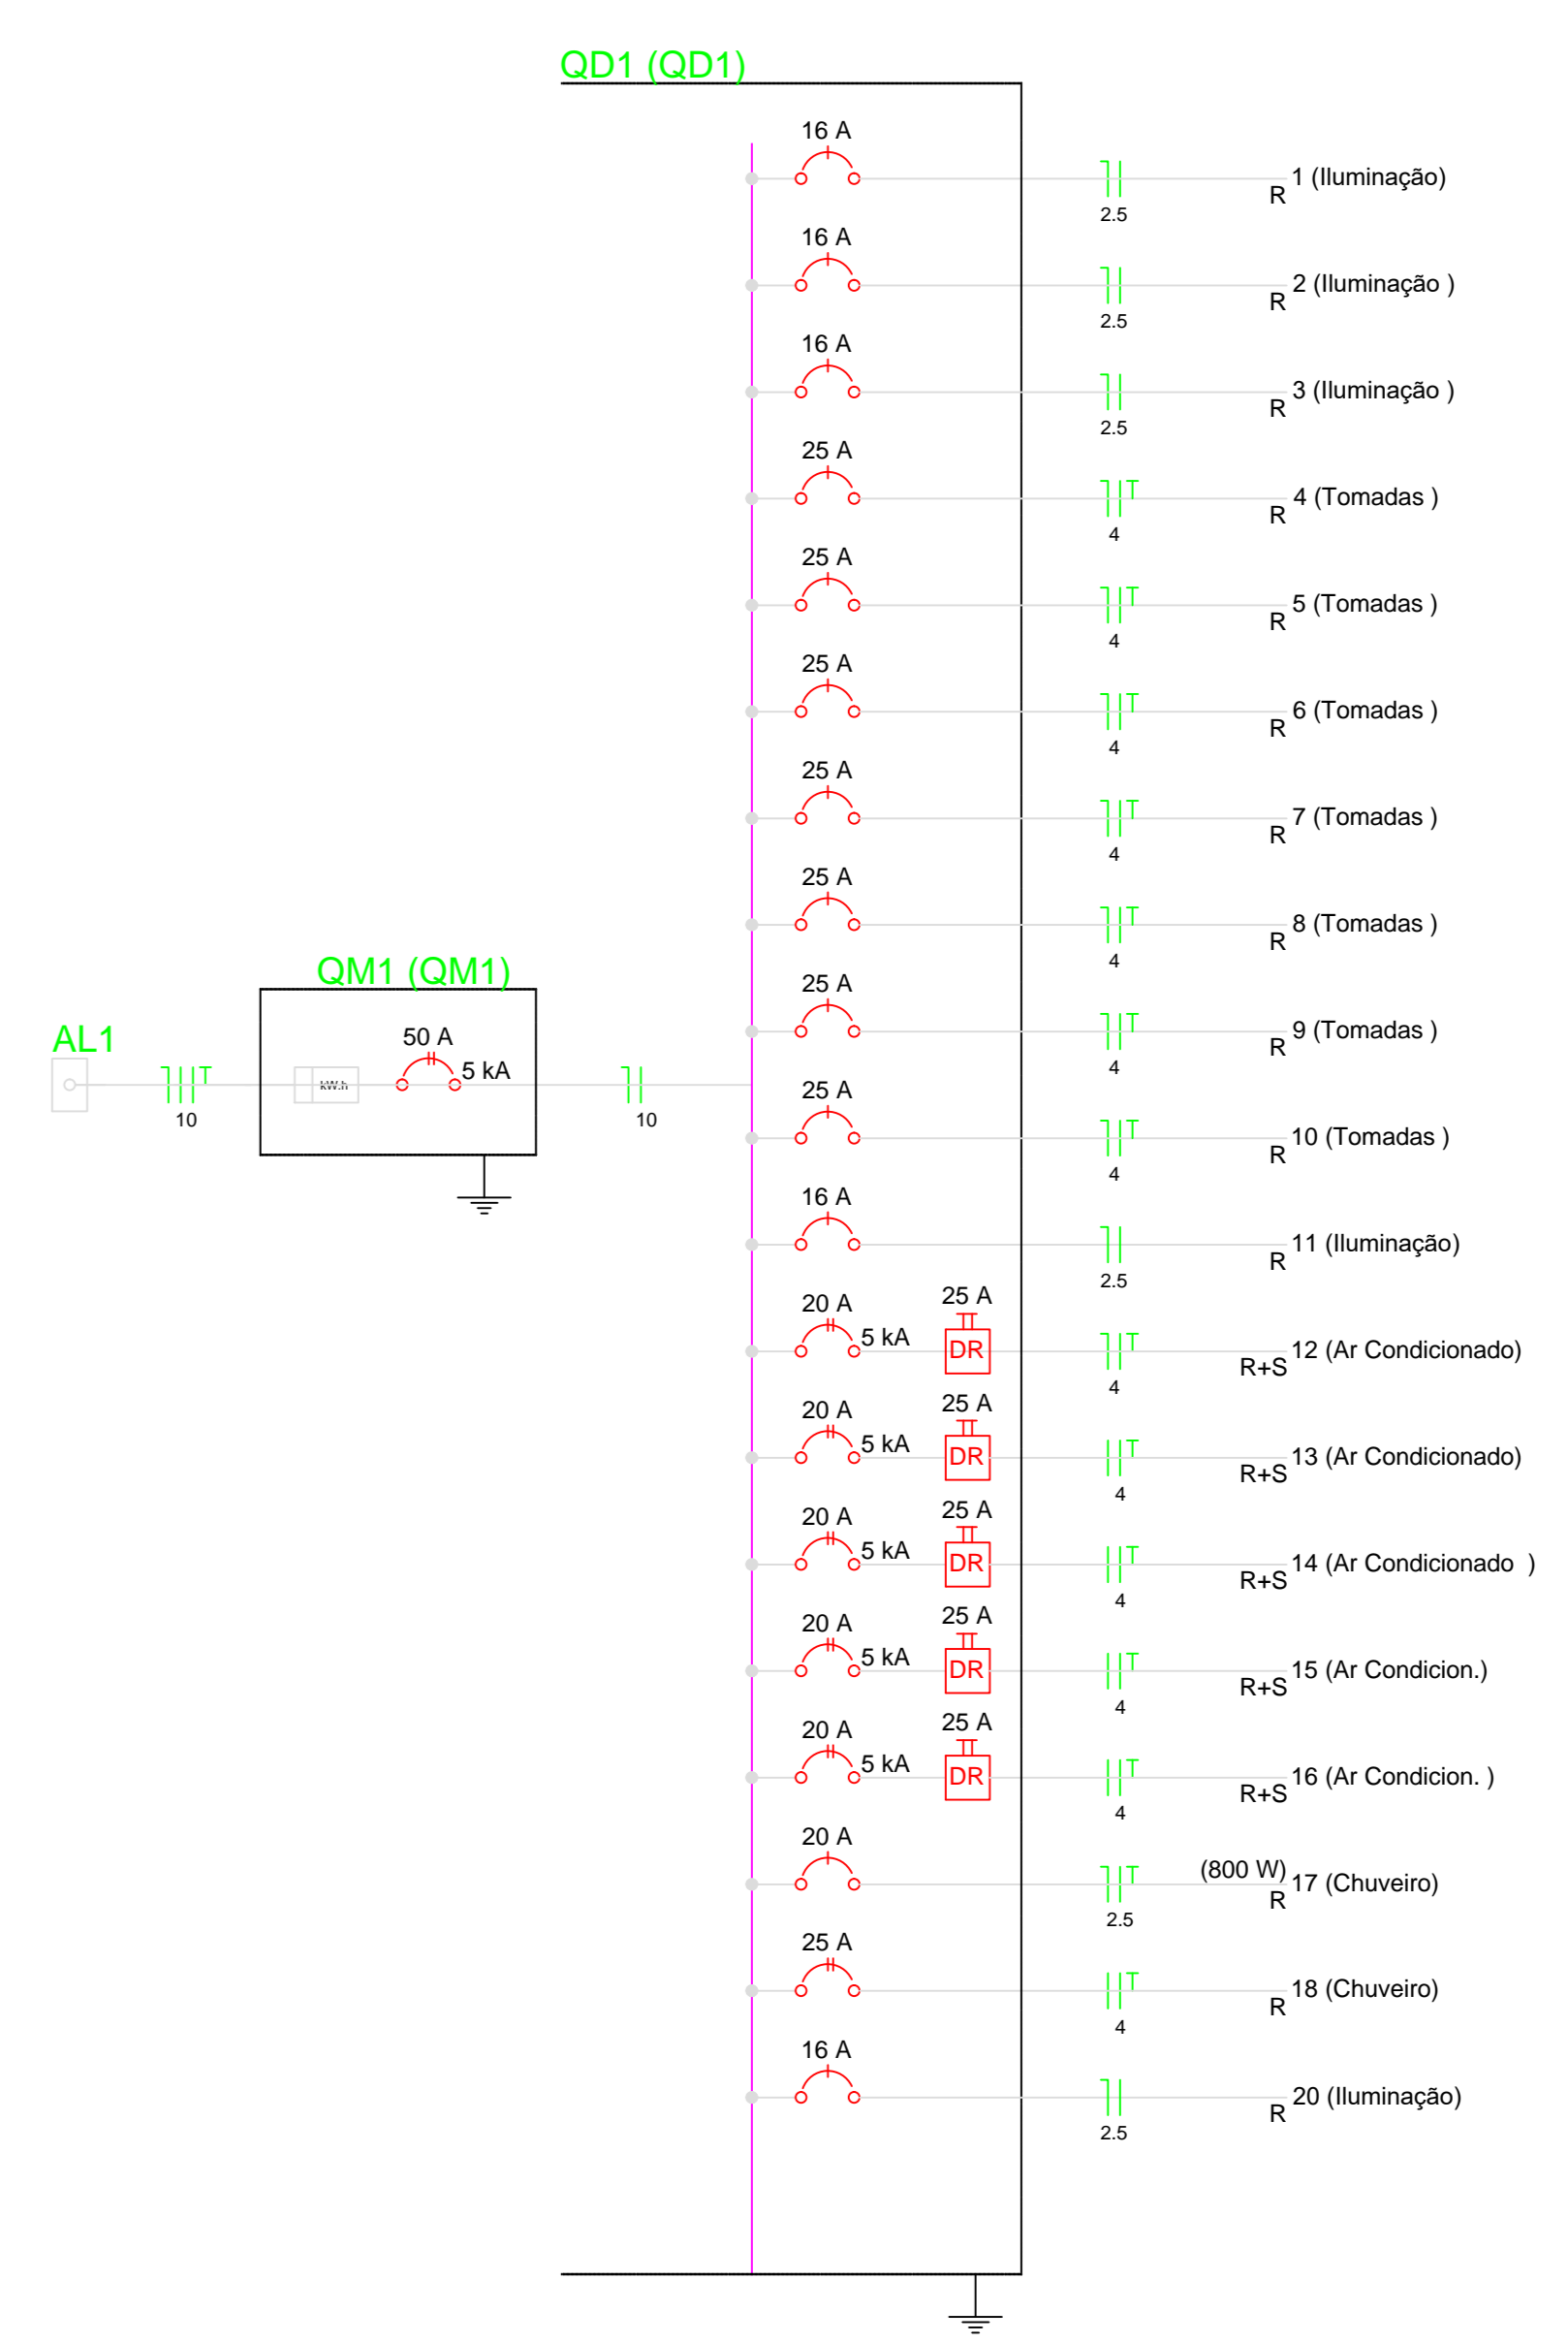 QD1 (QD1)
16 A
1 (Iluminação)
R
2.5
16 A
2 (Iluminação )
R
2.5
16 A
3 (Iluminação )
R
2.5
25 A
T
4 (Tomadas )
R
4
25 A
T
5 (Tomadas )
R
4
25 A
T
6 (Tomadas )
R
4
25 A
T
7 (Tomadas )
R
4
25 A
T
8 (Tomadas )
R
4
QM1 (QM1)
AL1
50 A
5 kA
T
kW.h
10
10
25 A
T
9 (Tomadas )
R
4
25 A
T
10 (Tomadas )
R
4
16 A
11 (Iluminação)
R
2.5
20 A
5 kA
25 A
DR
T
12 (Ar Condicionado)
R+S
4
20 A
5 kA
25 A
DR
T
13 (Ar Condicionado)
R+S
4
20 A
5 kA
25 A
DR
T
14 (Ar Condicionado )
R+S
4
20 A
5 kA
25 A
DR
T
15 (Ar Condicion.)
R+S
4
20 A
5 kA
25 A
DR
T
16 (Ar Condicion. )
R+S
4
20 A
T
(800 W)
17 (Chuveiro)
R
2.5
25 A
T
18 (Chuveiro)
R
4
16 A
20 (Iluminação)
R
2.5